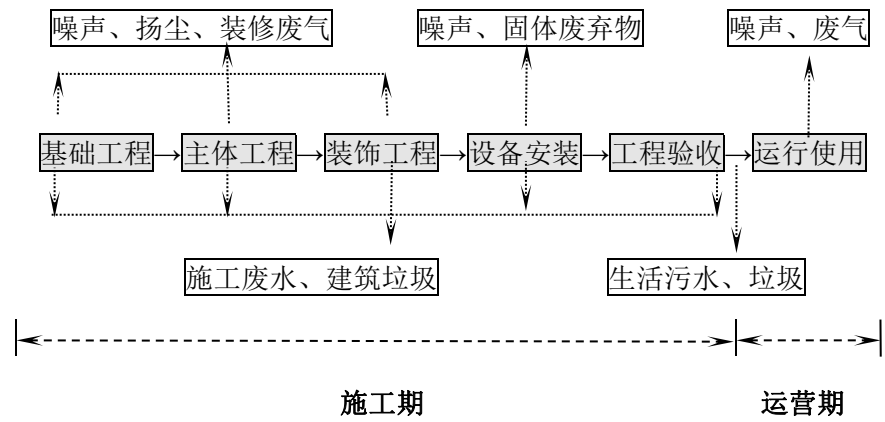 噪声、扬尘、装修废气 噪声、固体废弃物 噪声、废气
基础工程→主体工程→装饰工程→设备安装→工程验收→运行使用
施工废水、建筑垃圾 生活污水、垃圾
施工期 运营期